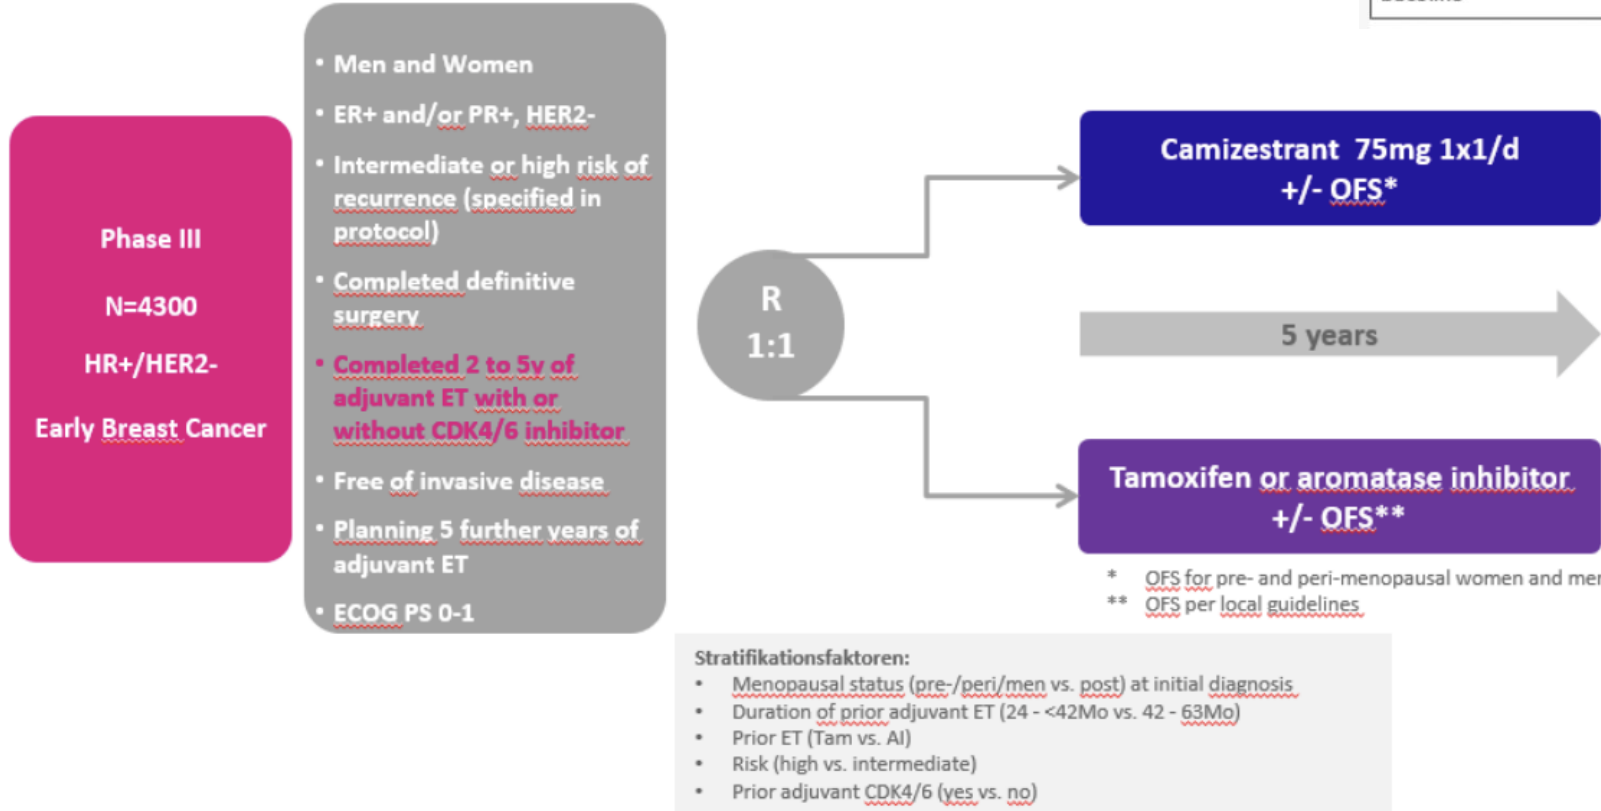 Phase III
N=4300
HR+/HER2-
Early Breast Cancer
• Men and Women
• ER+ and/or PR+, HER2-
• Intermediate or high risk of
recurrence (specified in
protocol)
• Completed definitive
surgery
• Completed 2 to 5y of
adjuvant ET with or
without CDK4/6 inhibitor
• Free of invasive disease
• Planning 5 further years of
adjuvant ET
• ECOG PS 0-1
R
1:1
Camizestrant 75mg 1x1/d
+/- OFS*
5 years
Tamoxifen or aromatase inhibitor
+/- OFS**
* OFS for pre- and peri-menopausal women and
** OFS per local guidelines
Stratifikationsfaktoren:
• Menopausal status (pre-/peri/men vs. post) at initial diagnosis
• Duration of prior adjuvant ET (24 - <42Mo vs. 42 - 63Mo)
• Prior ET (Tam vs. AI)
• Risk (high vs. intermediate)
• Prior adjuvant CDK4/6 (yes vs. no)